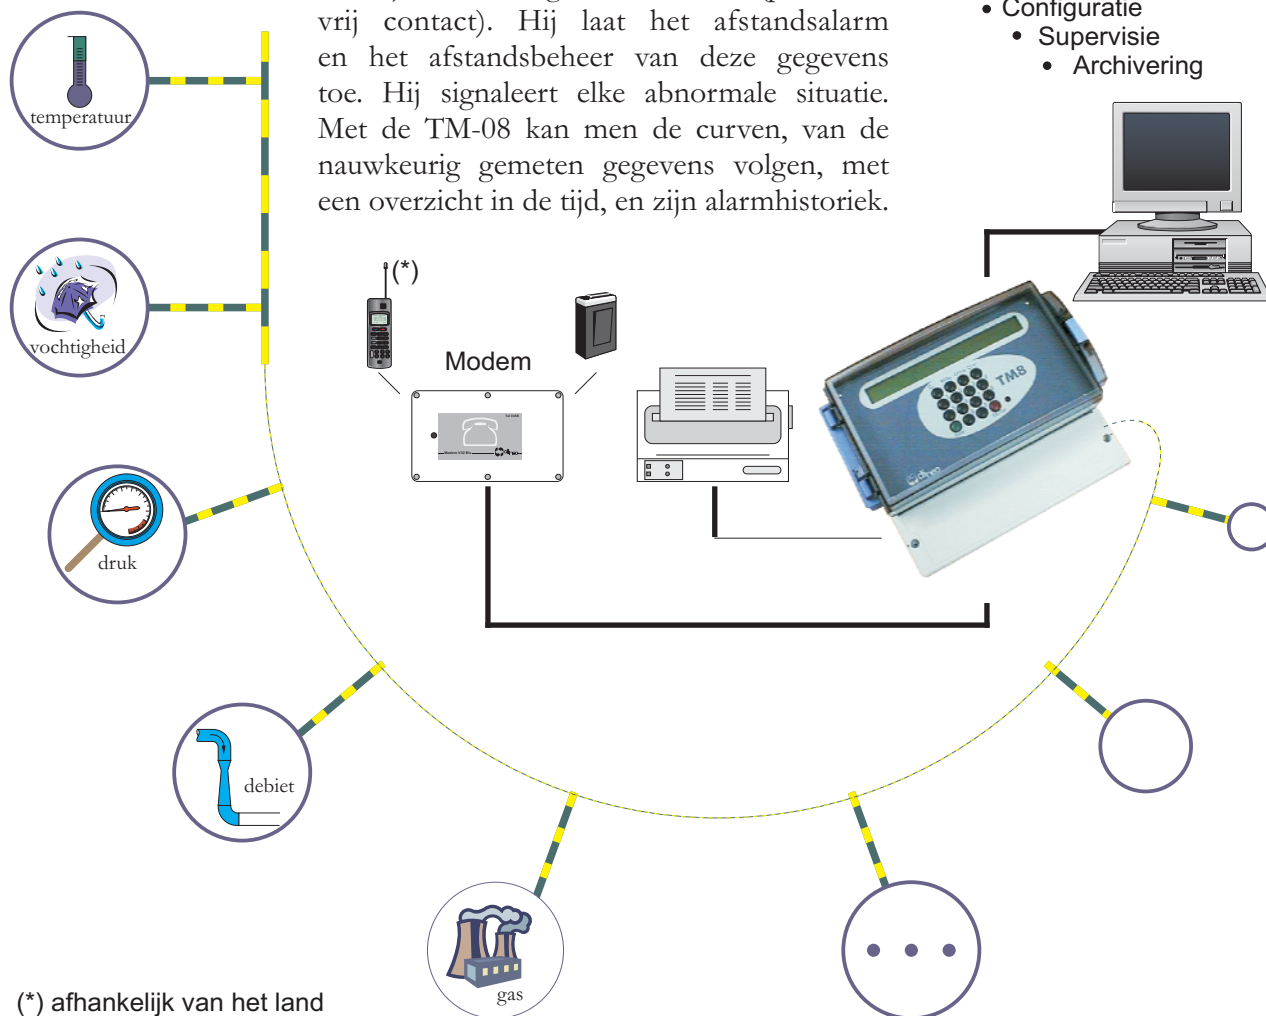 vrij contact). Hij laat het afstandsalarm
en het afstandsbeheer van deze gegevens
toe. Hij signaleert elke abnormale situatie.
Met de TM-08 kan men de curven, van de
nauwkeurig gemeten gegevens volgen, met
een overzicht in de tijd, en zijn alarmhistoriek.
• Configuratie
• Supervisie
• Archivering
temperatuur
vochtigheid
(*)
Modem
TM8
druk
debiet
gas
(*) afhankelijk van het land